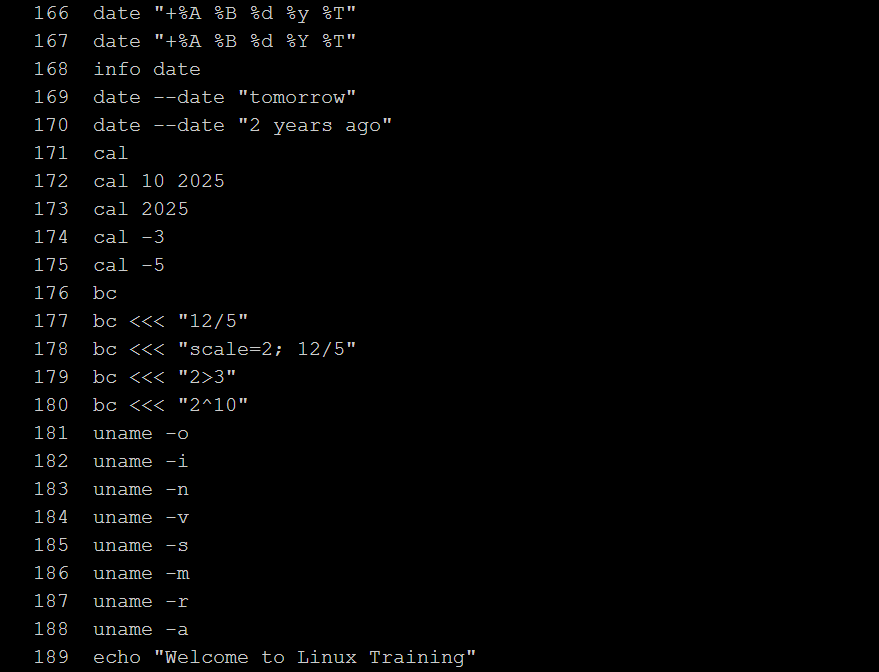 166  date "+%A %B %d %y %T"
167  date "+%A %B %d %Y %T"
168  info date
169  date --date "tomorrow"
170  date --date "2 years ago"
171  cal
172  cal 10 2025
173  cal 2025
174  cal -3
175  cal -5
176  bc
177  bc <<< "12/5"
178  bc <<< "scale=2; 12/5"
179  bc <<< "2>3"
180  bc <<< "2^10"
181  uname -o
182  uname -i
183  uname -n
184  uname -v
185  uname -s
186  uname -m
187  uname -r
188  uname -a
189  echo "Welcome to Linux Training"